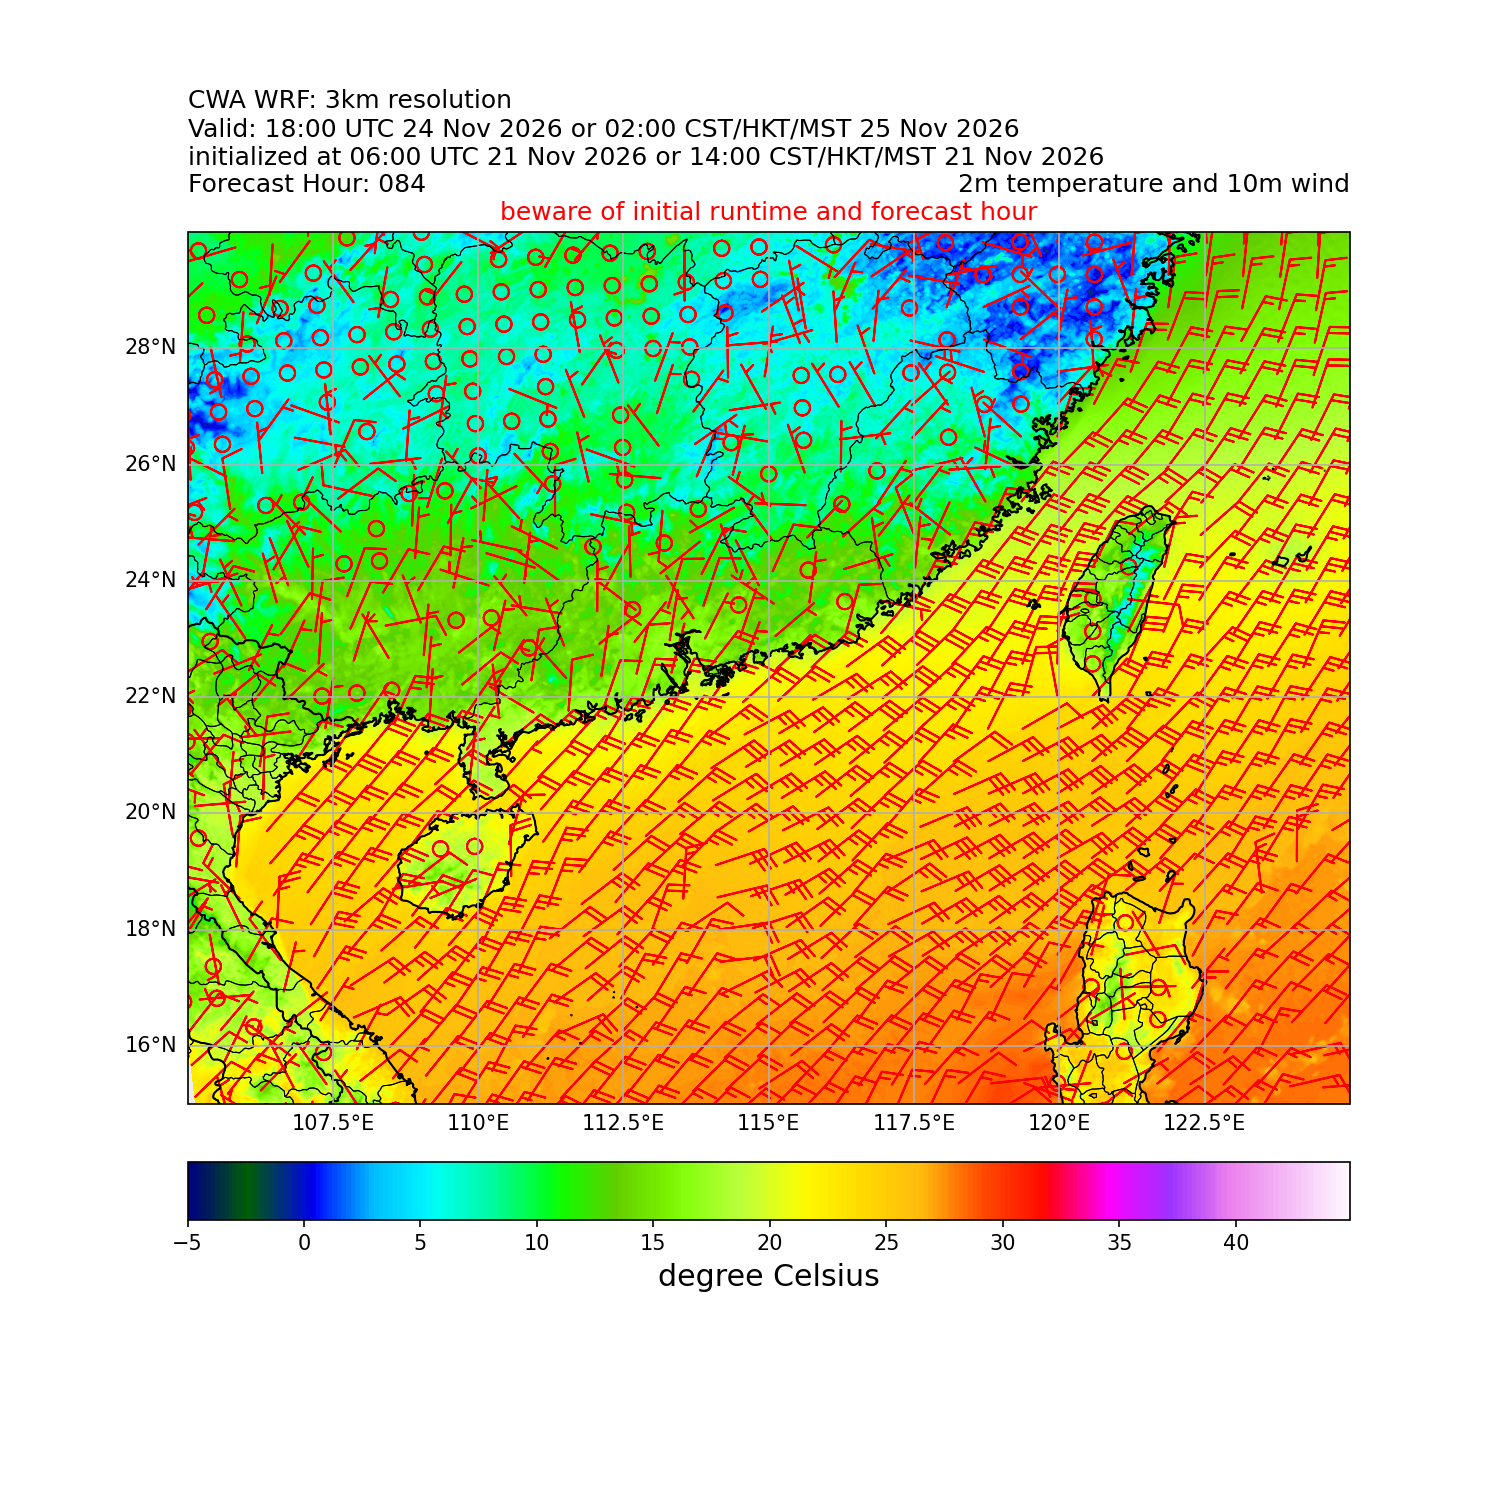 CWA WRF: 3km resolution
Valid: 18:00 UTC 24 Nov 2026 or 02:00 CST/HKT/MST 25 Nov 2026
initialized at 06:00 UTC 21 Nov 2026 or 14:00 CST/HKT/MST 21 Nov 2026
Forecast Hour: 084 2m temperature and 10m wind
beware of initial runtime and forecast hour
28°N
26°N
24°N
22°N
20°N
18°N
16°N
107.5°E 110°E 112.5°E 115°E 117.5°E 120°E 122.5°E
−5 0 5 10 15 20 25 30 35 40
degree Celsius